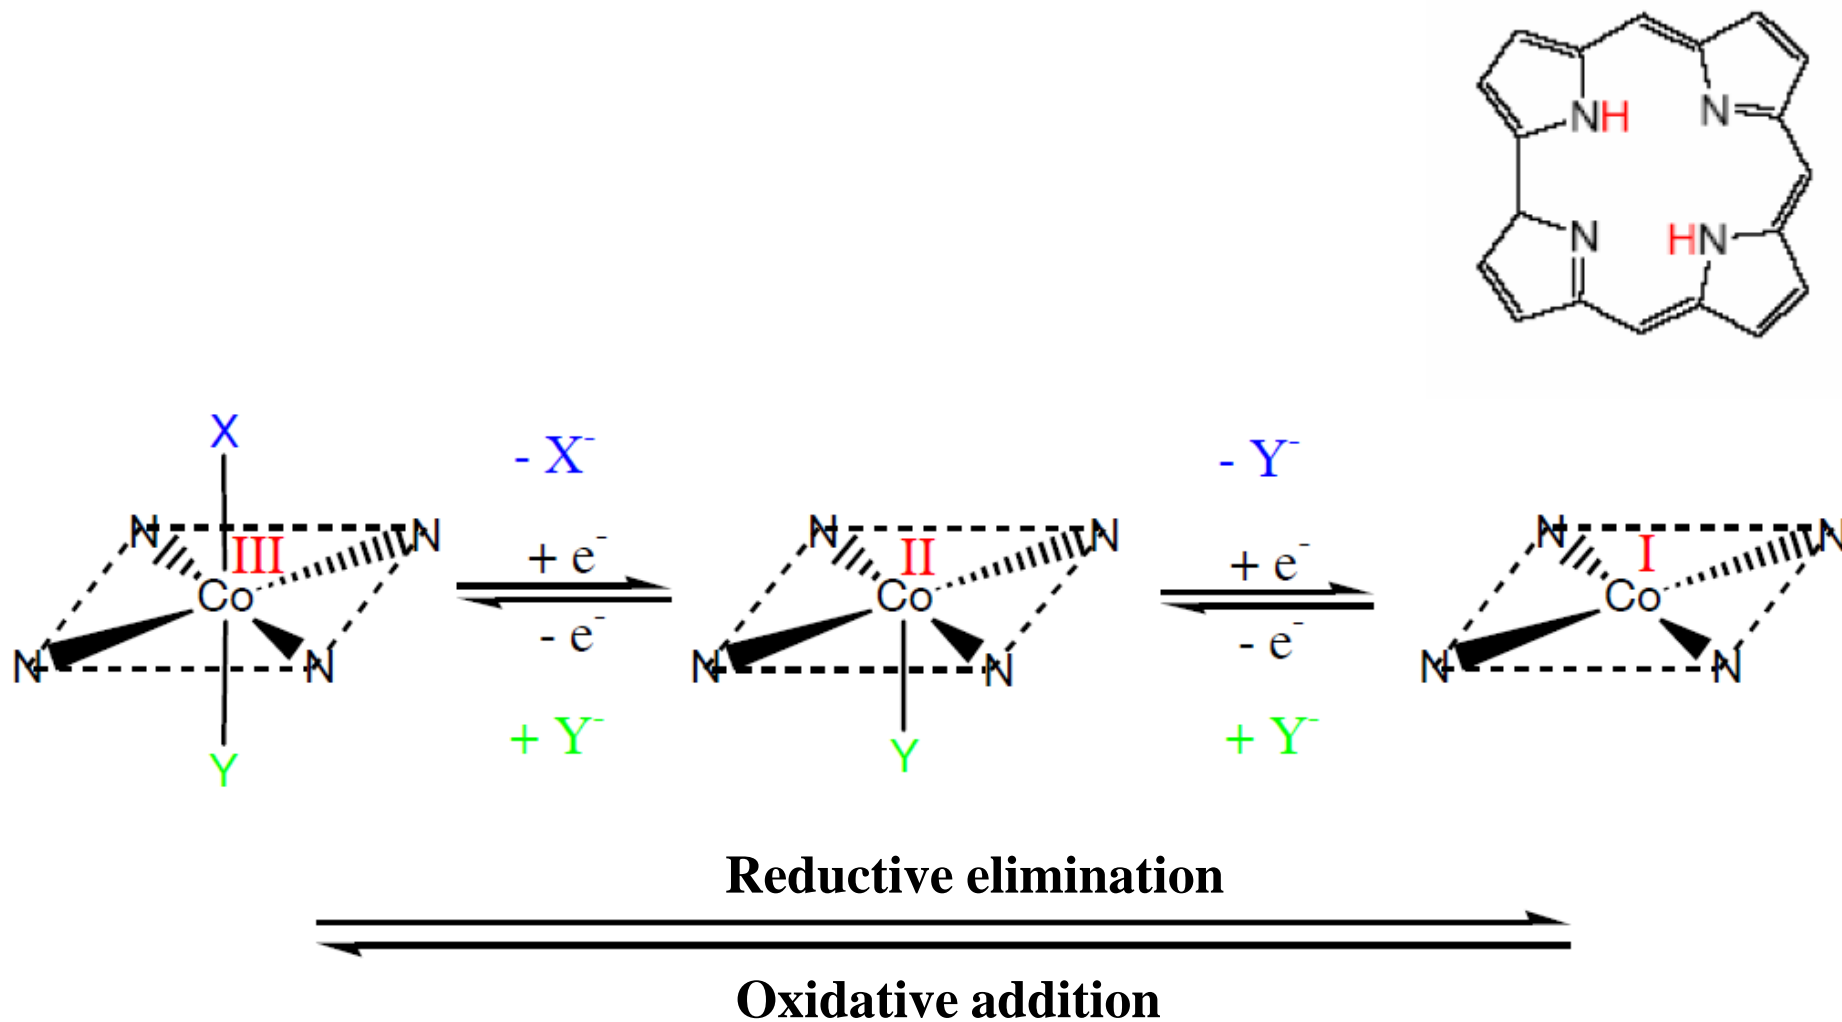 NH N
N HN
X
- X⁻ - Y⁻
N N N N N N
III II I
+ e⁻ + e⁻
Co Co Co
- e⁻ - e⁻
N N N N N N
+ Y⁻ + Y⁻
Y Y
Reductive elimination
Oxidative addition